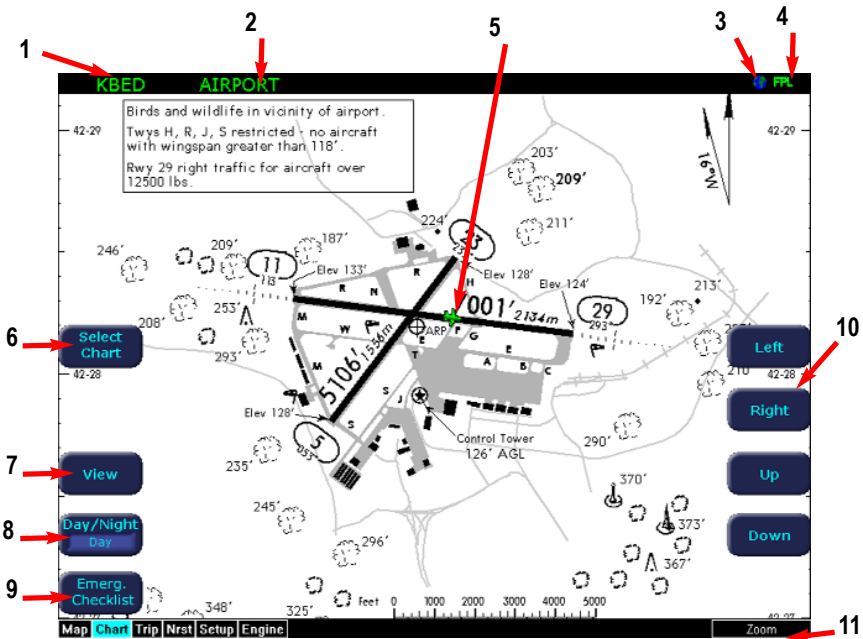 1
2
3
4
5
KBED AIRPORT FPL
Birds and wildlife in vicinity of airport.
Twys H, R, J, S restricted - no aircraft
with wingspan greater than 118'.
Rwy 29 right traffic for aircraft over
12500 lbs.
42-29
42-29
16°W
203'
209'
211'
224'
187'
209'
246'
11
113
Elev 133'
23
Elev 128'
Elev 124'
213'
192'
253'
208'
293'
R
R
N
H
M
W
M
7001' 2134m
29
293°
ARP
F
G
E
E
T
A
B
C
5106' 1556m
S
J
S
6
Select
Chart
Left
10
42-28
42-28
210
Right
Elev 128'
5
053°
Control Tower
126' AGL
290'
235'
7
View
Up
370'
245'
373'
8
Day/Night
Day
Down
296'
367'
9
Emerg.
Checklist
348'
325'
Feet 0 1000 2000 3000 4000 5000
Map Chart Trip Nrst Setup Engine
Zoom
11